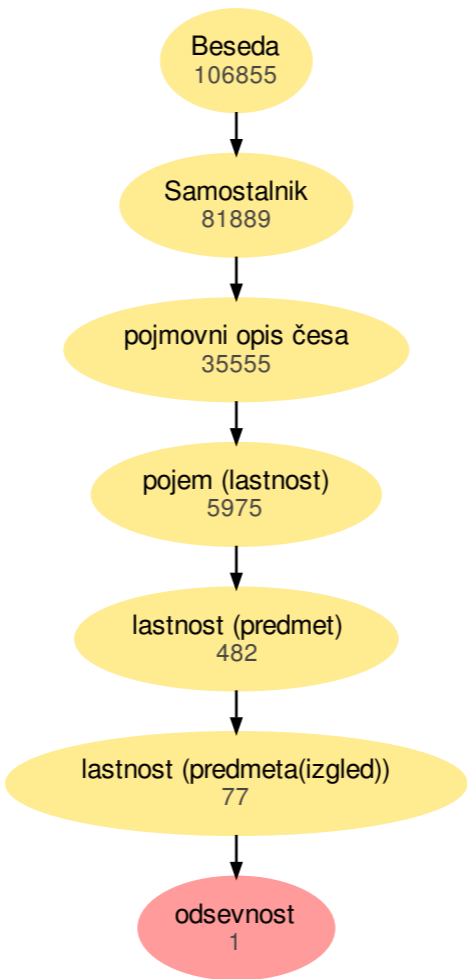 Beseda
106855
Samostalnik
81889
pojmovni opis česa
35555
pojem (lastnost)
5975
lastnost (predmet)
482
lastnost (predmeta(izgled))
77
odsevnost
1